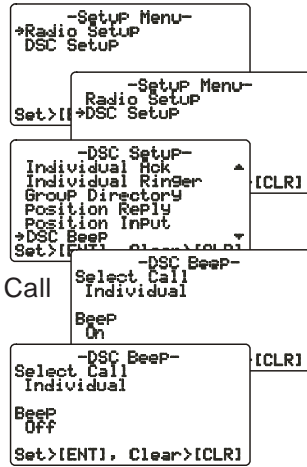 -Setup Menu-
→Radio Setup
DSC Setup
-Setup Menu-
Radio Setup
Set>[
→DSC Setup
-DSC Setup-
Individual Ack
Individual Ringer
[CLR]
Group Directory
Position Reply
Position Input
→DSC Beep
Set>[ENT], Clear>[CLR]
-DSC Beep-
Call
Select Call
Individual
Beep
On
[CLR]
-DSC Beep-
Select Call
Individual
Beep
Off
Set>[ENT], Clear>[CLR]